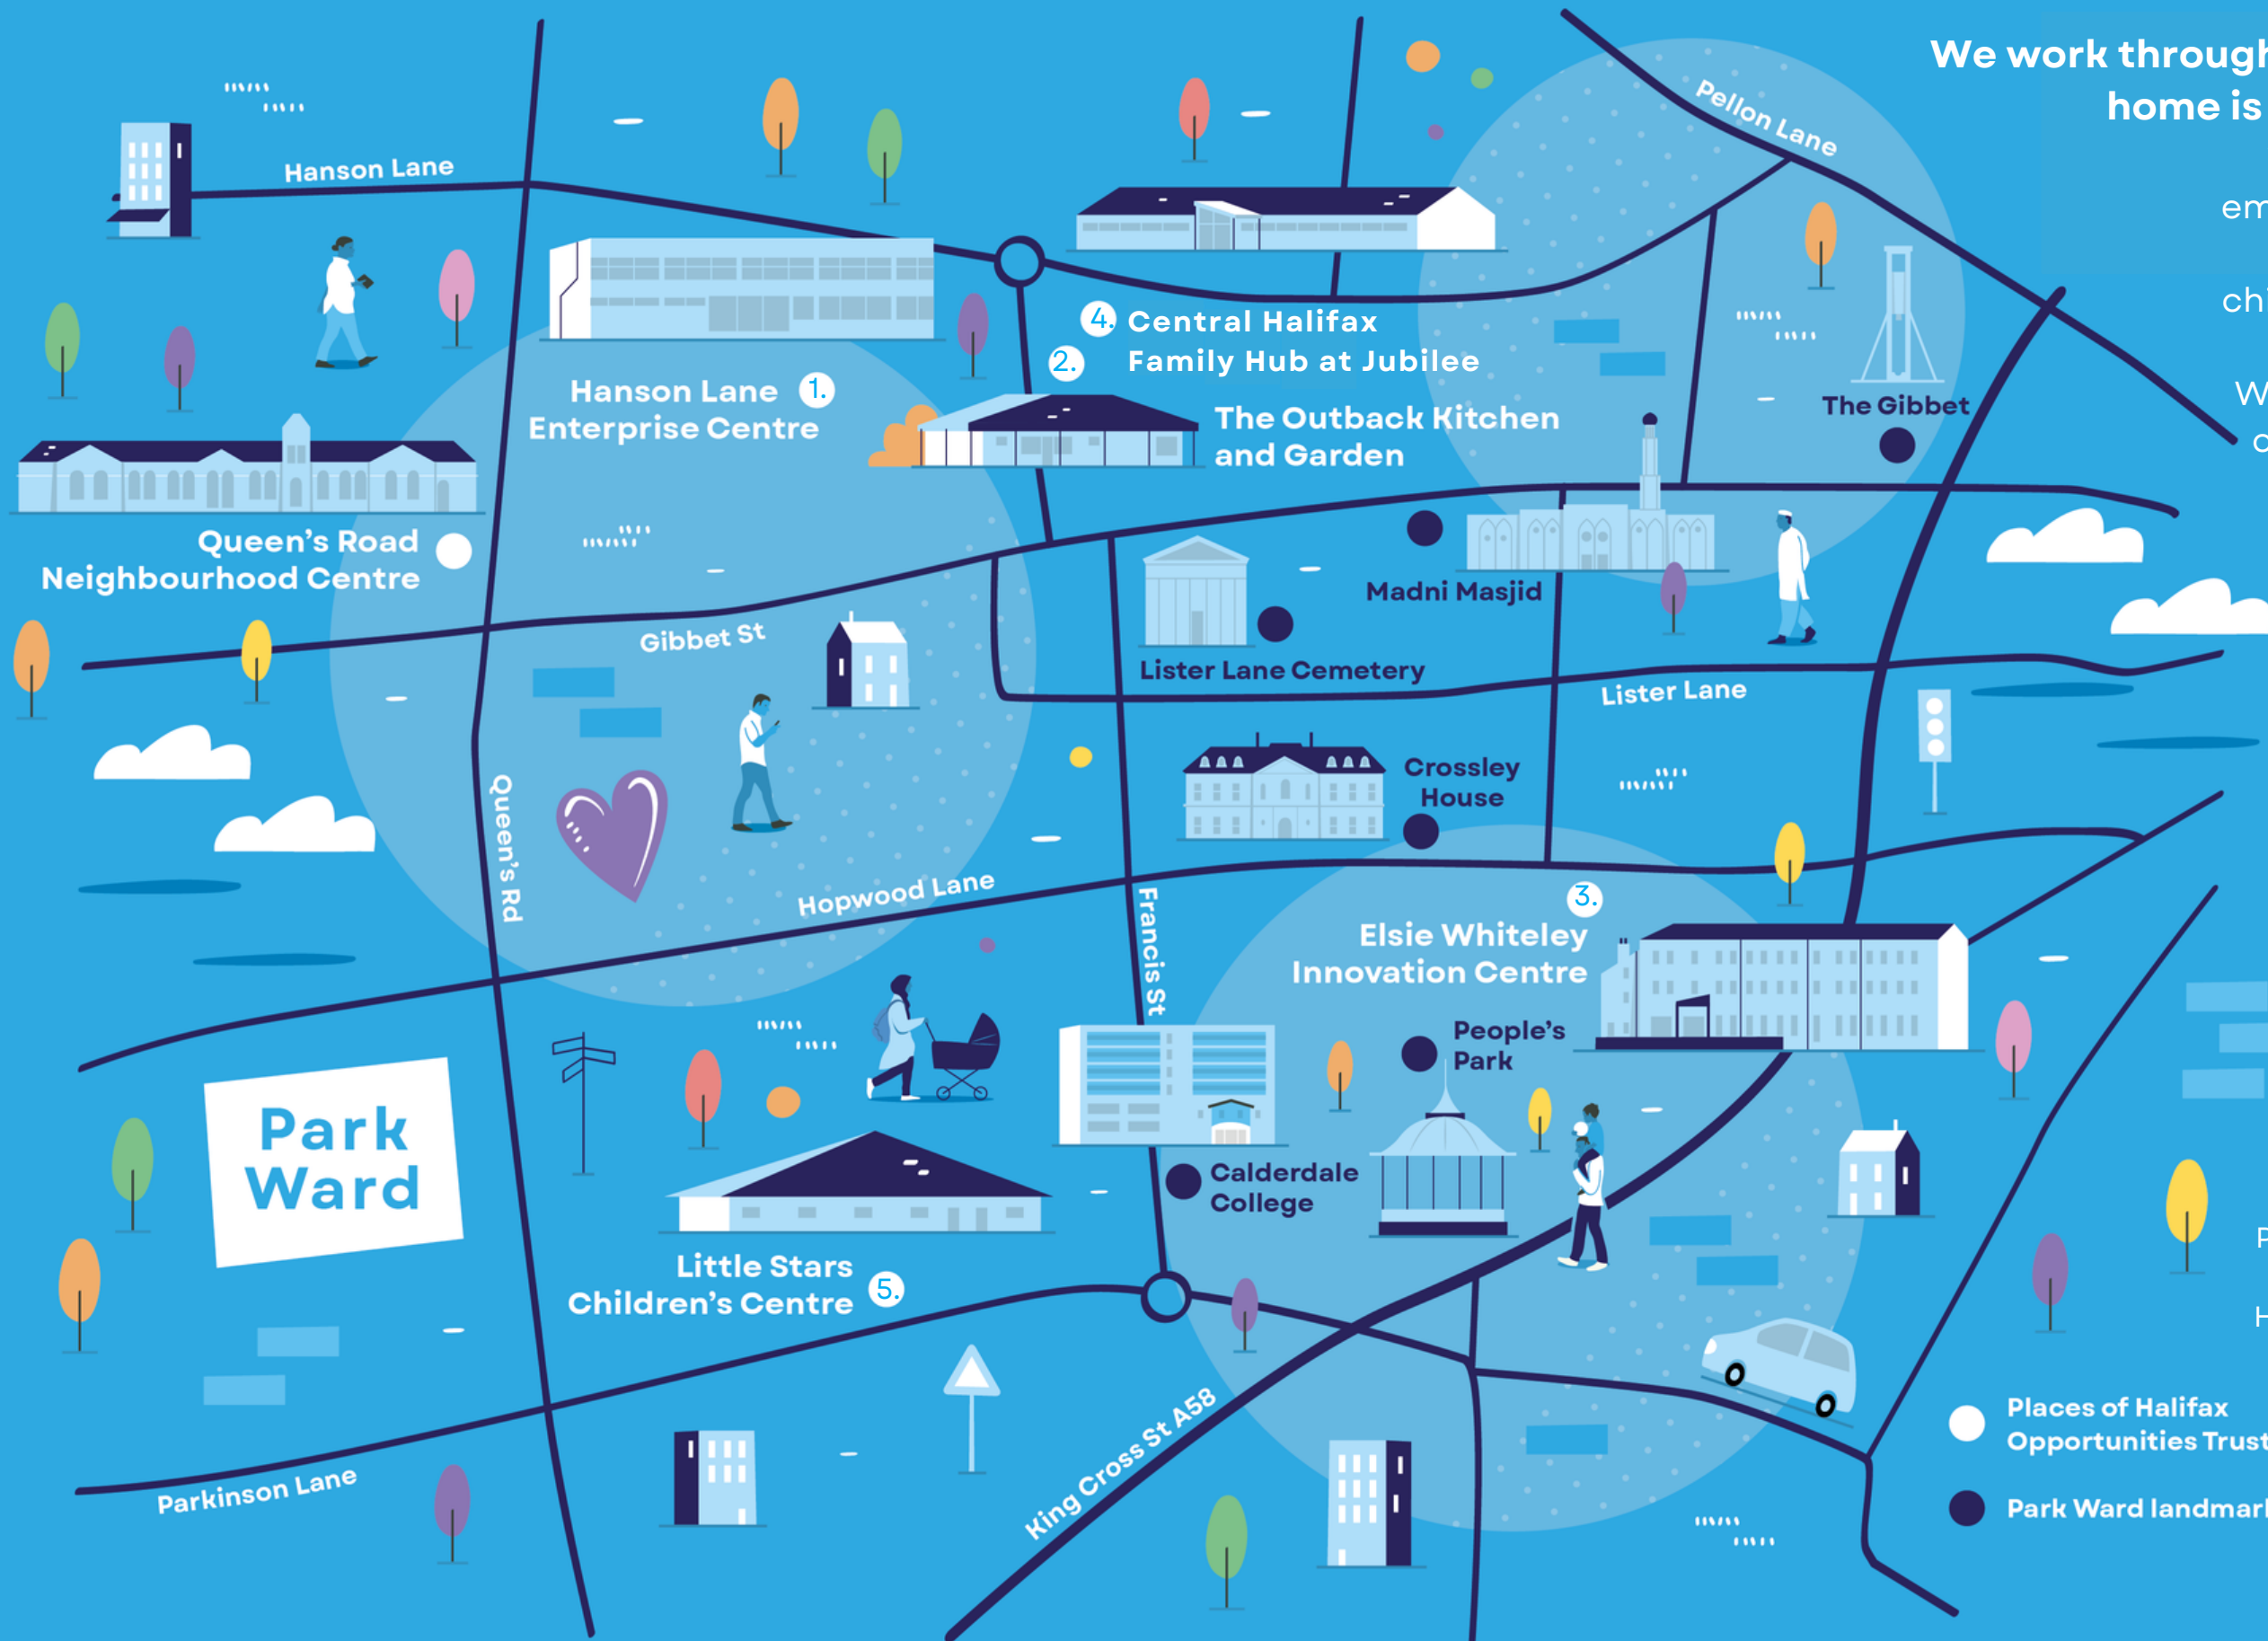 We work through
home is
Pellon Lane
Hanson Lane
4. Central Halifax
Family Hub at Jubilee
2.
The Outback Kitchen
and Garden
Hanson Lane 1.
Enterprise Centre
The Gibbet
Queen's Road
Neighbourhood Centre
Madni Masjid
Gibbet St
Lister Lane Cemetery
Lister Lane
Crossley
House
Queen's Rd
Hopwood Lane
Francis St
3.
Elsie Whiteley
Innovation Centre
People's
Park
Park
Ward
Calderdale
College
Little Stars
Children's Centre 5.
King Cross St A58
Parkinson Lane
Places of Halifax
Opportunities Trust
Park Ward